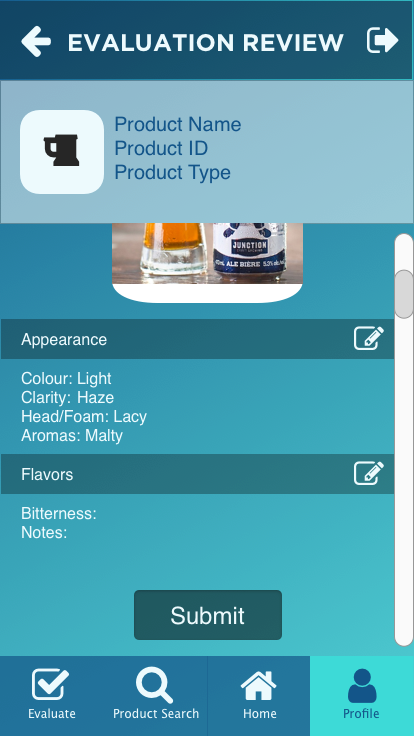 EVALUATION REVIEW
Product Name
Product ID
Product Type
JUNCTION
ALE BIÈRE
Appearance
Colour: Light
Clarity: Haze
Head/Foam: Lacy
Aromas: Malty
Flavors
Bitterness:
Notes:
Submit
Evaluate
Product Search
Home
Profile